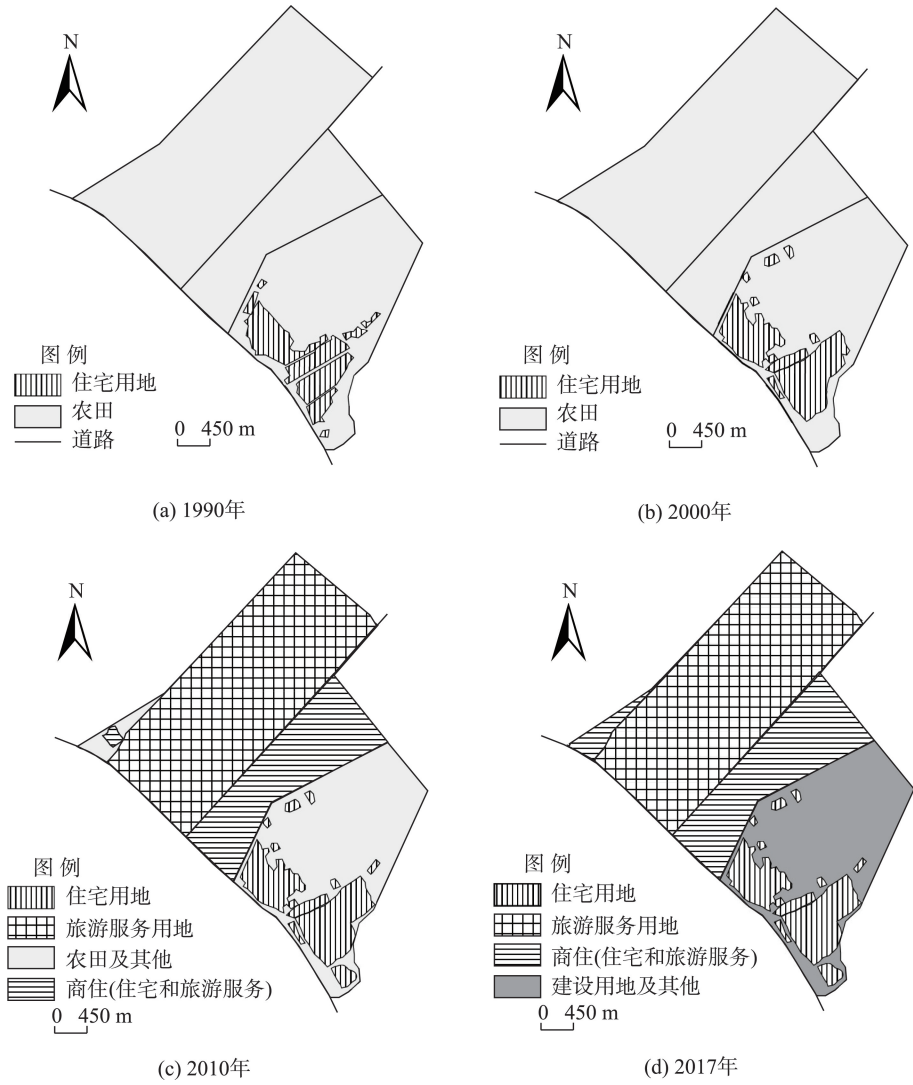 N
图 例
住宅用地
农田
道路
0 450 m
(a) 1990年
N
图 例
住宅用地
农田
道路
0 450 m
(b) 2000年
N
图 例
住宅用地
旅游服务用地
农田及其他
商住(住宅和旅游服务)
0 450 m
(c) 2010年
N
图 例
住宅用地
旅游服务用地
商住(住宅和旅游服务)
建设用地及其他
0 450 m
(d) 2017年